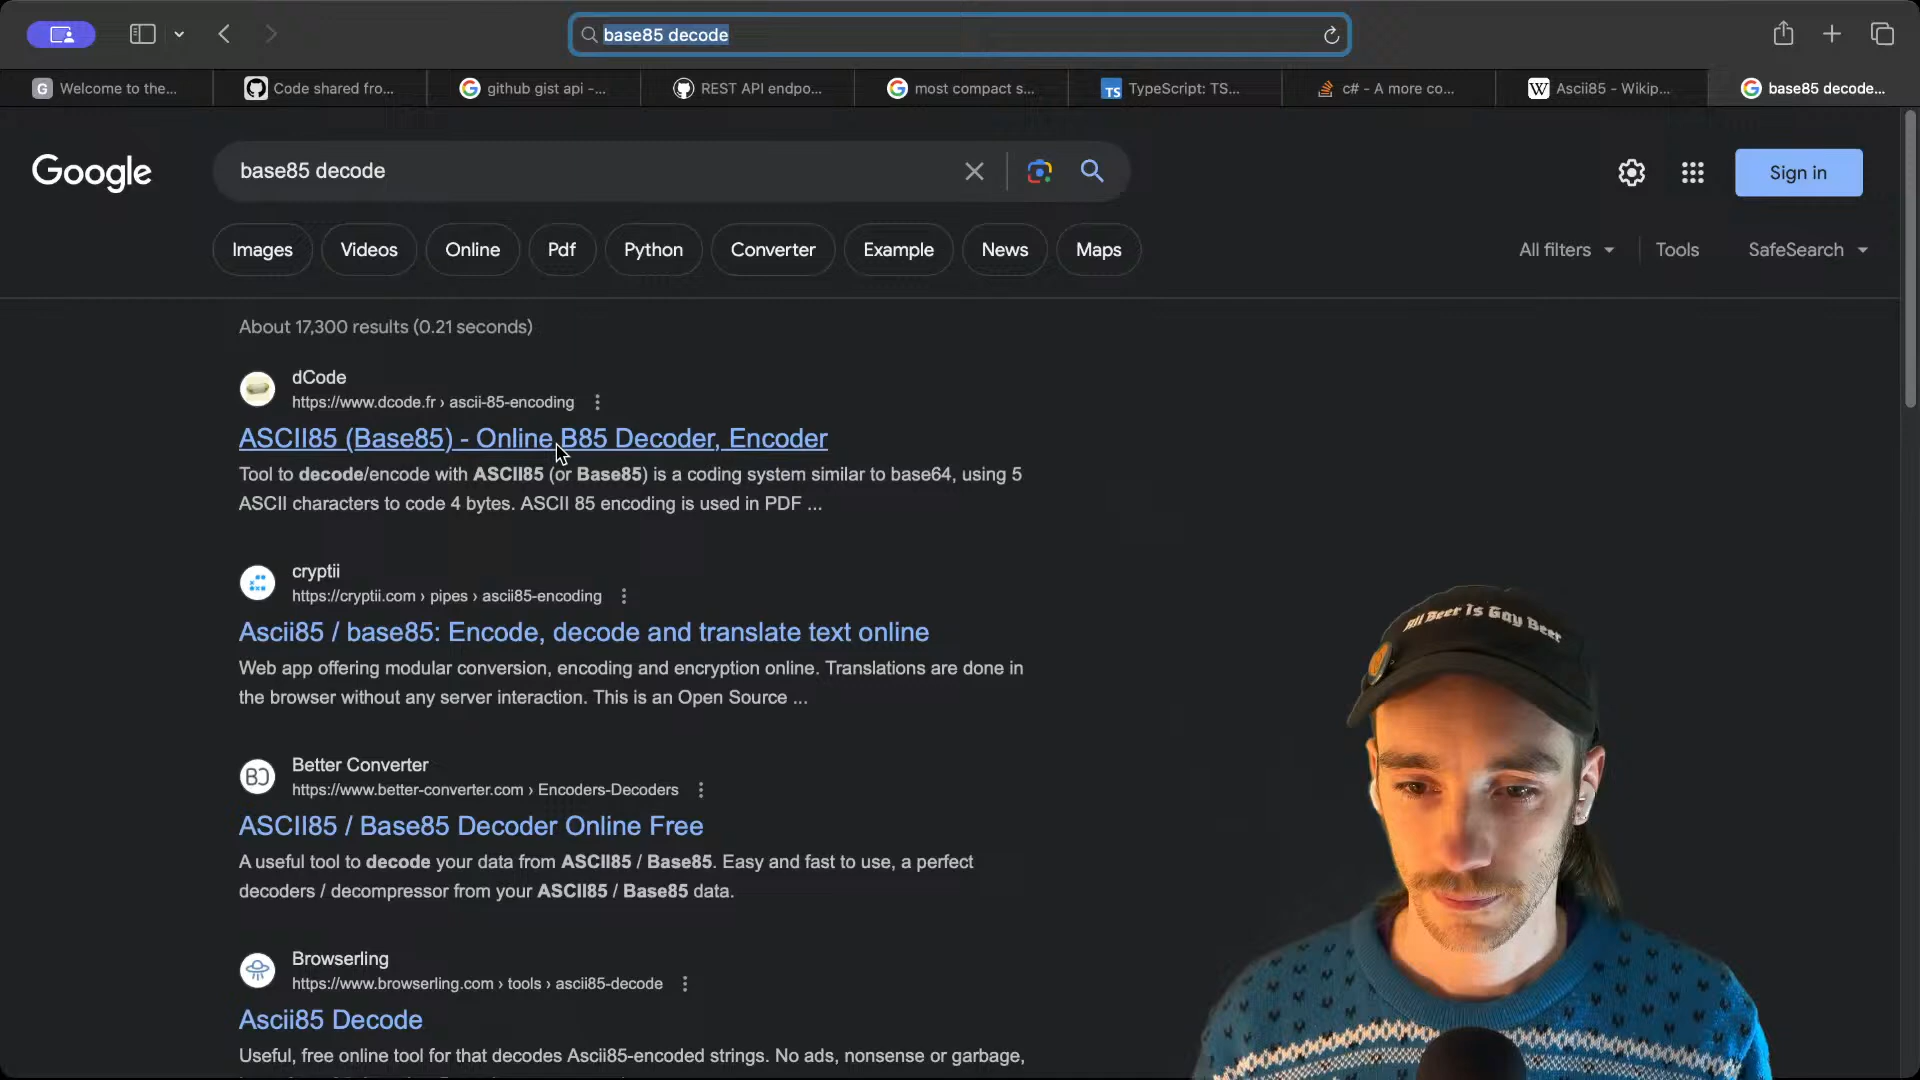 base85 decode
Welcome to the...
Code shared fro...
github gist api -...
REST API endpo...
most compact s...
TypeScript: TS...
c# - A more co...
Ascii85 - Wikip...
base85 decode...
Google
base85 decode
Sign in
Images
Videos
Online
Pdf
Python
Converter
Example
News
Maps
All filters
Tools
SafeSearch
About 17,300 results (0.21 seconds)
dCode
https://www.dcode.fr › ascii-85-encoding
ASCII85 (Base85) - Online B85 Decoder, Encoder
Tool to decode/encode with ASCII85 (or Base85) is a coding system similar to base64, using 5
ASCII characters to code 4 bytes. ASCII 85 encoding is used in PDF ...
cryptii
https://cryptii.com › pipes › ascii85-encoding
Ascii85 / base85: Encode, decode and translate text online
Web app offering modular conversion, encoding and encryption online. Translations are done in
the browser without any server interaction. This is an Open Source ...
Better Converter
https://www.better-converter.com › Encoders-Decoders
ASCII85 / Base85 Decoder Online Free
A useful tool to decode your data from ASCII85 / Base85. Easy and fast to use, a perfect
decoders / decompressor from your ASCII85 / Base85 data.
Browserling
https://www.browserling.com › tools › ascii85-decode
Ascii85 Decode
Useful, free online tool for that decodes Ascii85-encoded strings. No ads, nonsense or garbage,
All Beer Is Gay Beer